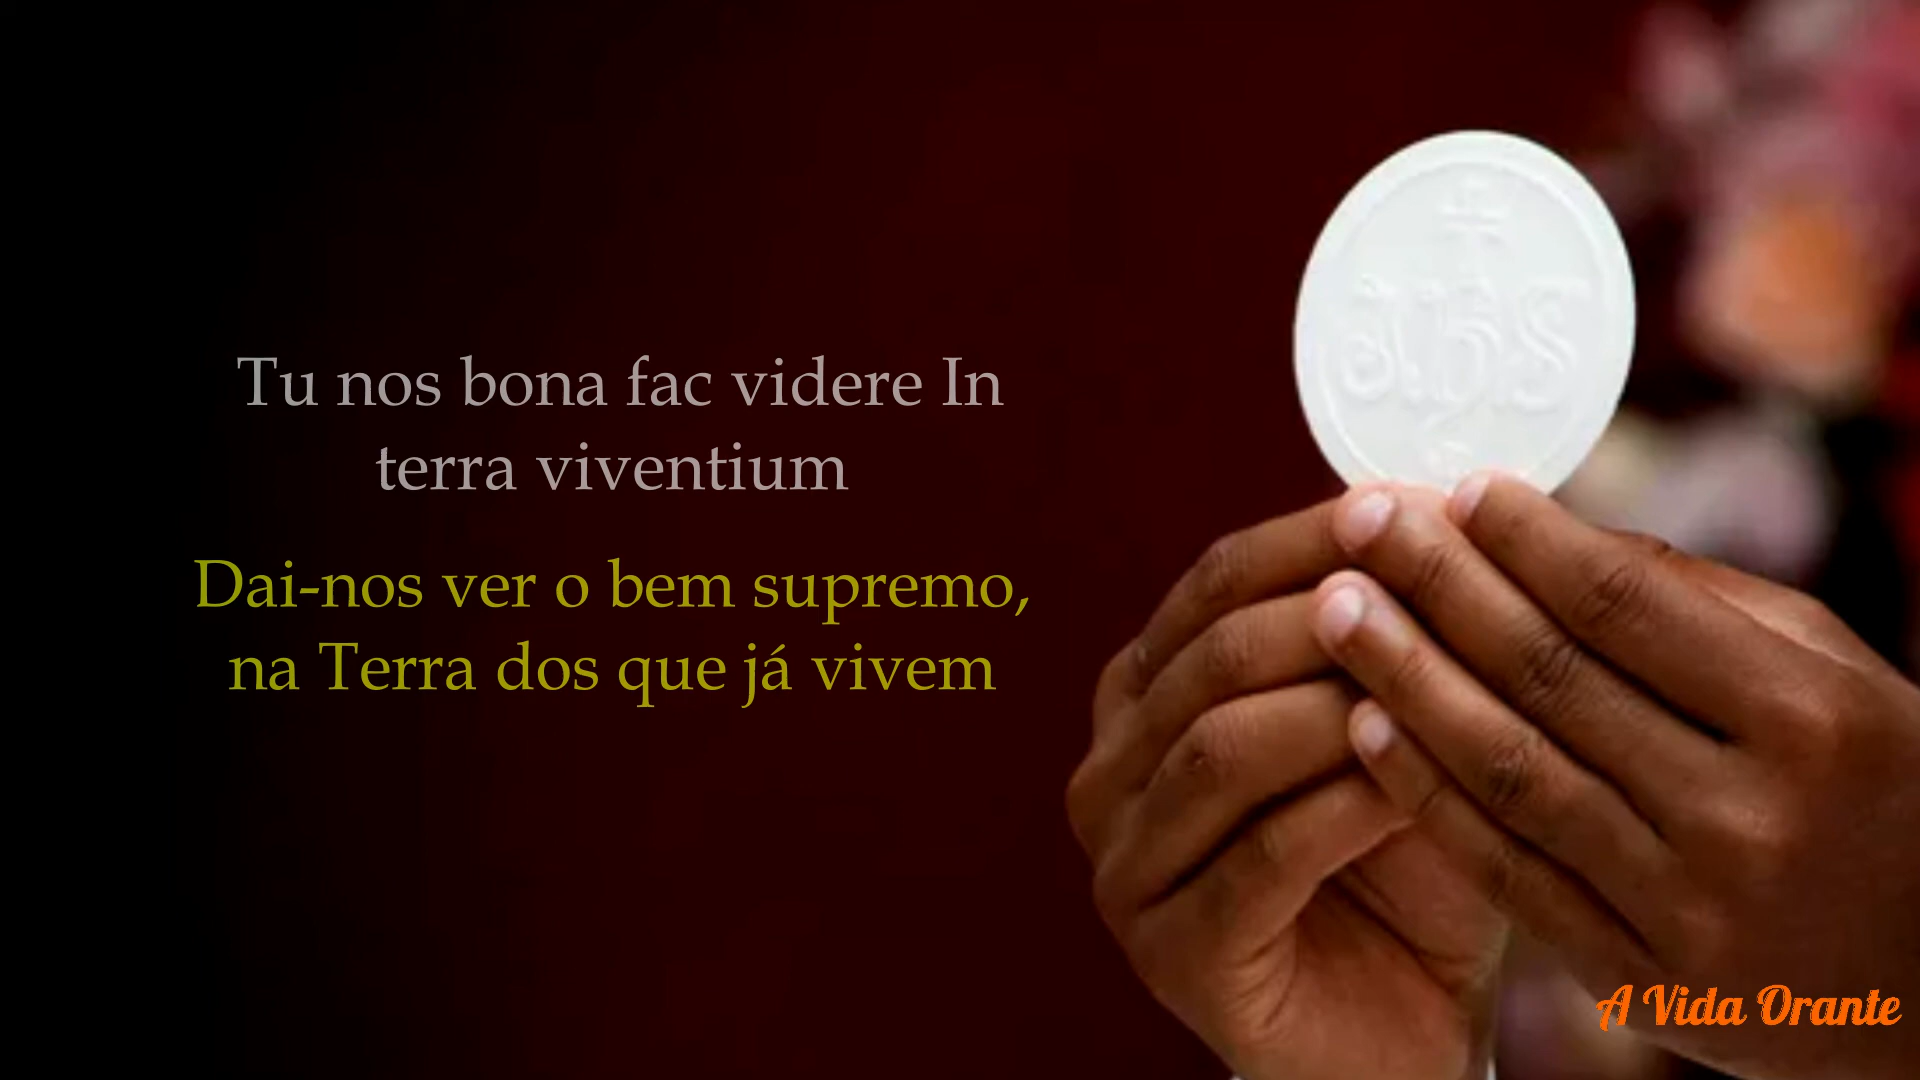 Tu nos bona fac videre In
terra viventium
Dai-nos ver o bem supremo,
na Terra dos que já vivem
JHS
A Vida Orante